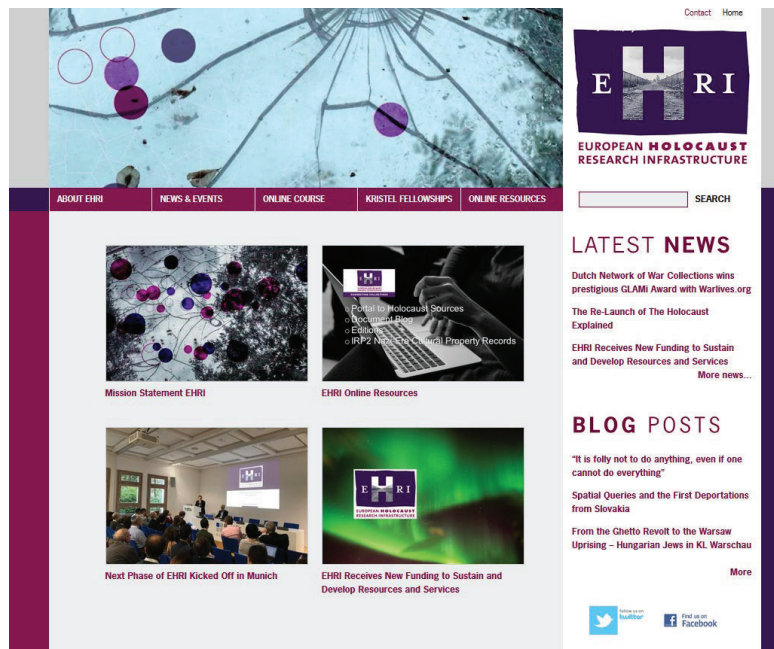 Contact Home
EHRI
EUROPEAN HOLOCAUST
RESEARCH INFRASTRUCTURE
ABOUT EHRI NEWS & EVENTS ONLINE COURSE KRISTEL FELLOWSHIPS ONLINE RESOURCES
SEARCH
EHRI
Portal to Holocaust Sources
Document Blog
Editions
IRP2 Nazi-Era Cultural Property Records
Mission Statement EHRI
EHRI Online Resources
EHRI
EHRI
EUROPEAN HOLOCAUST
RESEARCH INFRASTRUCTURE
Next Phase of EHRI Kicked Off in Munich
EHRI Receives New Funding to Sustain and
Develop Resources and Services
LATEST NEWS
Dutch Network of War Collections wins
prestigious GLAMi Award with Warlives.org
The Re-Launch of The Holocaust
Explained
EHRI Receives New Funding to Sustain
and Develop Resources and Services
More news...
BLOG POSTS
“It is folly not to do anything, even if one
cannot do everything”
Spatial Queries and the First Deportations
from Slovakia
From the Ghetto Revolt to the Warsaw
Uprising – Hungarian Jews in KL Warschau
More
follow us on
twitter
Find us on
Facebook